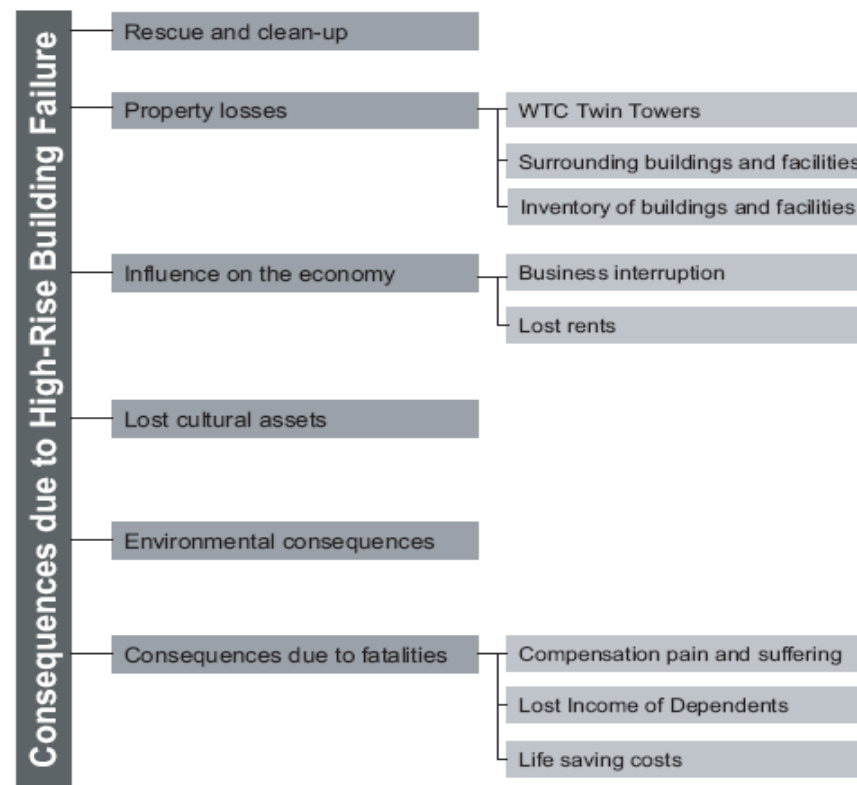 Consequences due to High-Rise Building Failure
Rescue and clean-up
Property losses
WTC Twin Towers
Surrounding buildings and facilities
Inventory of buildings and facilities
Influence on the economy
Business interruption
Lost rents
Lost cultural assets
Environmental consequences
Consequences due to fatalities
Compensation pain and suffering
Lost Income of Dependents
Life saving costs